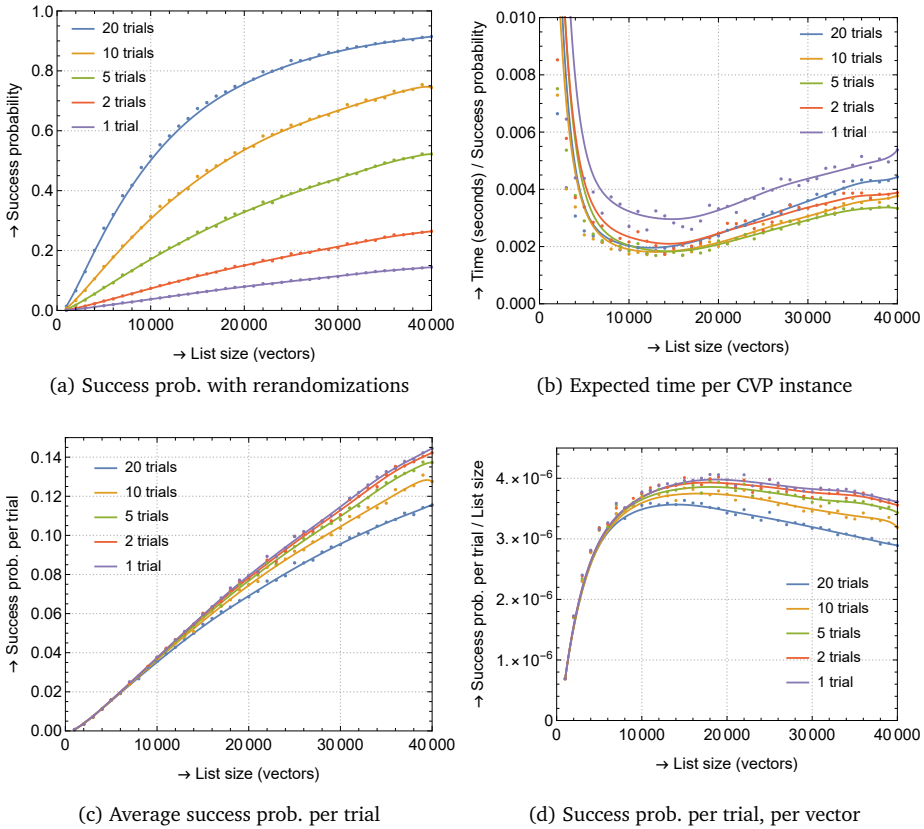 1.0
0.8
0.6
0.4
0.2
0.0
→ Success probability
20 trials
10 trials
5 trials
2 trials
1 trial
0
10 000
20 000
30 000
40 000
→ List size (vectors)
(a) Success prob. with rerandomizations
0.010
0.008
0.006
0.004
0.002
0.000
→ Time (seconds) / Success probability
20 trials
10 trials
5 trials
2 trials
1 trial
0
10 000
20 000
30 000
40 000
→ List size (vectors)
(b) Expected time per CVP instance
0.14
0.12
0.10
0.08
0.06
0.04
0.02
0.00
→ Success prob. per trial
20 trials
10 trials
5 trials
2 trials
1 trial
0
10 000
20 000
30 000
40 000
→ List size (vectors)
(c) Average success prob. per trial
4. × 10⁻⁶
3. × 10⁻⁶
2. × 10⁻⁶
1. × 10⁻⁶
0
→ Success prob. per trial / List size
20 trials
10 trials
5 trials
2 trials
1 trial
0
10 000
20 000
30 000
40 000
→ List size (vectors)
(d) Success prob. per trial, per vector